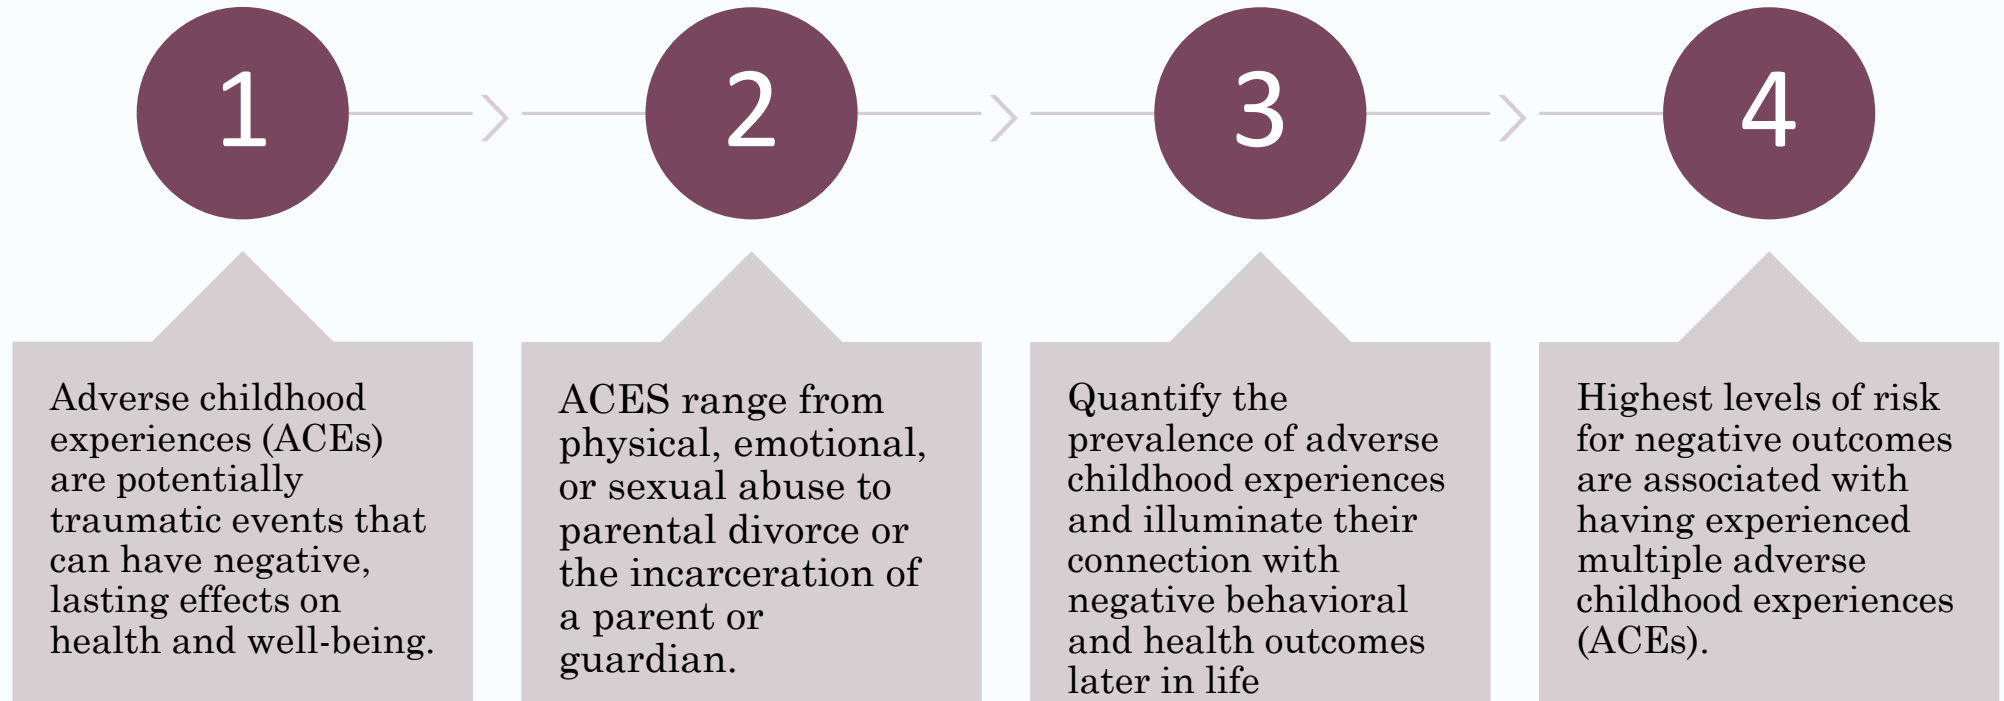 1
2
3
4
Adverse childhood
experiences (ACEs)
are potentially
traumatic events that
can have negative,
lasting effects on
health and well-being.
ACES range from
physical, emotional,
or sexual abuse to
parental divorce or
the incarceration of
a parent or
guardian.
Quantify the
prevalence of adverse
childhood experiences
and illuminate their
connection with
negative behavioral
and health outcomes
later in life
Highest levels of risk
for negative outcomes
are associated with
having experienced
multiple adverse
childhood experiences
(ACEs).